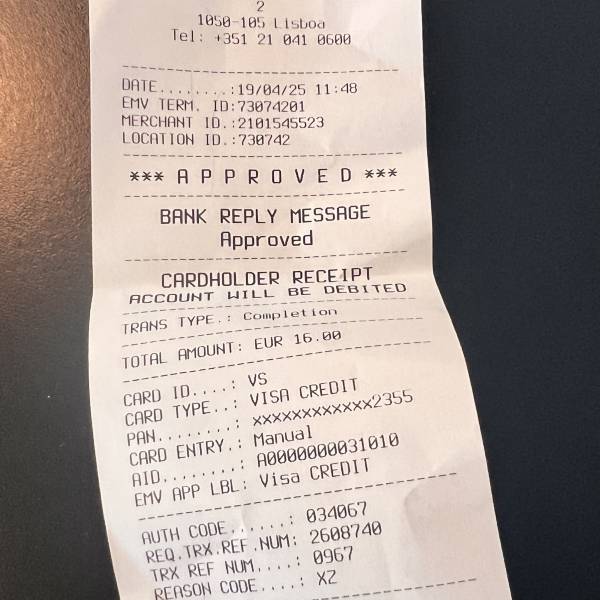 2
1050-105 Lisboa
Tel: +351 21 041 0600
--------------------------------
DATE........:19/04/25 11:48
EMV TERM. ID:73074201
MERCHANT ID.:2101545523
LOCATION ID.:730742
--------------------------------
*** A P P R O V E D ***
--------------------------------
BANK REPLY MESSAGE
Approved
--------------------------------
CARDHOLDER RECEIPT
ACCOUNT WILL BE DEBITED
--------------------------------
TRANS TYPE.: Completion
--------------------------------
TOTAL AMOUNT: EUR 16.00
--------------------------------
CARD ID....: VS
CARD TYPE..: VISA CREDIT
PAN........: xxxxxxxxxxxx2355
CARD ENTRY.: Manual
AID........: A0000000031010
EMV APP LBL: Visa CREDIT
--------------------------------
AUTH CODE......: 034067
REQ.TRX.REF.NUM: 2608740
TRX REF NUM....: 0967
REASON CODE....: XZ
--------------------------------